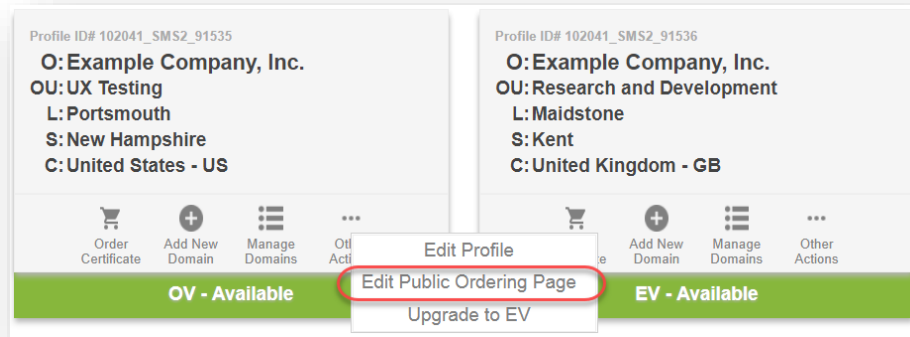 Profile ID# 102041_SMS2_91535
O: Example Company, Inc.
OU: UX Testing
L: Portsmouth
S: New Hampshire
C: United States - US
Order Certificate
Add New Domain
Manage Domains
OV - Available
Edit Profile
Edit Public Ordering Page
Upgrade to EV
Profile ID# 102041_SMS2_91536
O: Example Company, Inc.
OU: Research and Development
L: Maidstone
S: Kent
C: United Kingdom - GB
Add New Domain
Manage Domains
Other Actions
EV - Available